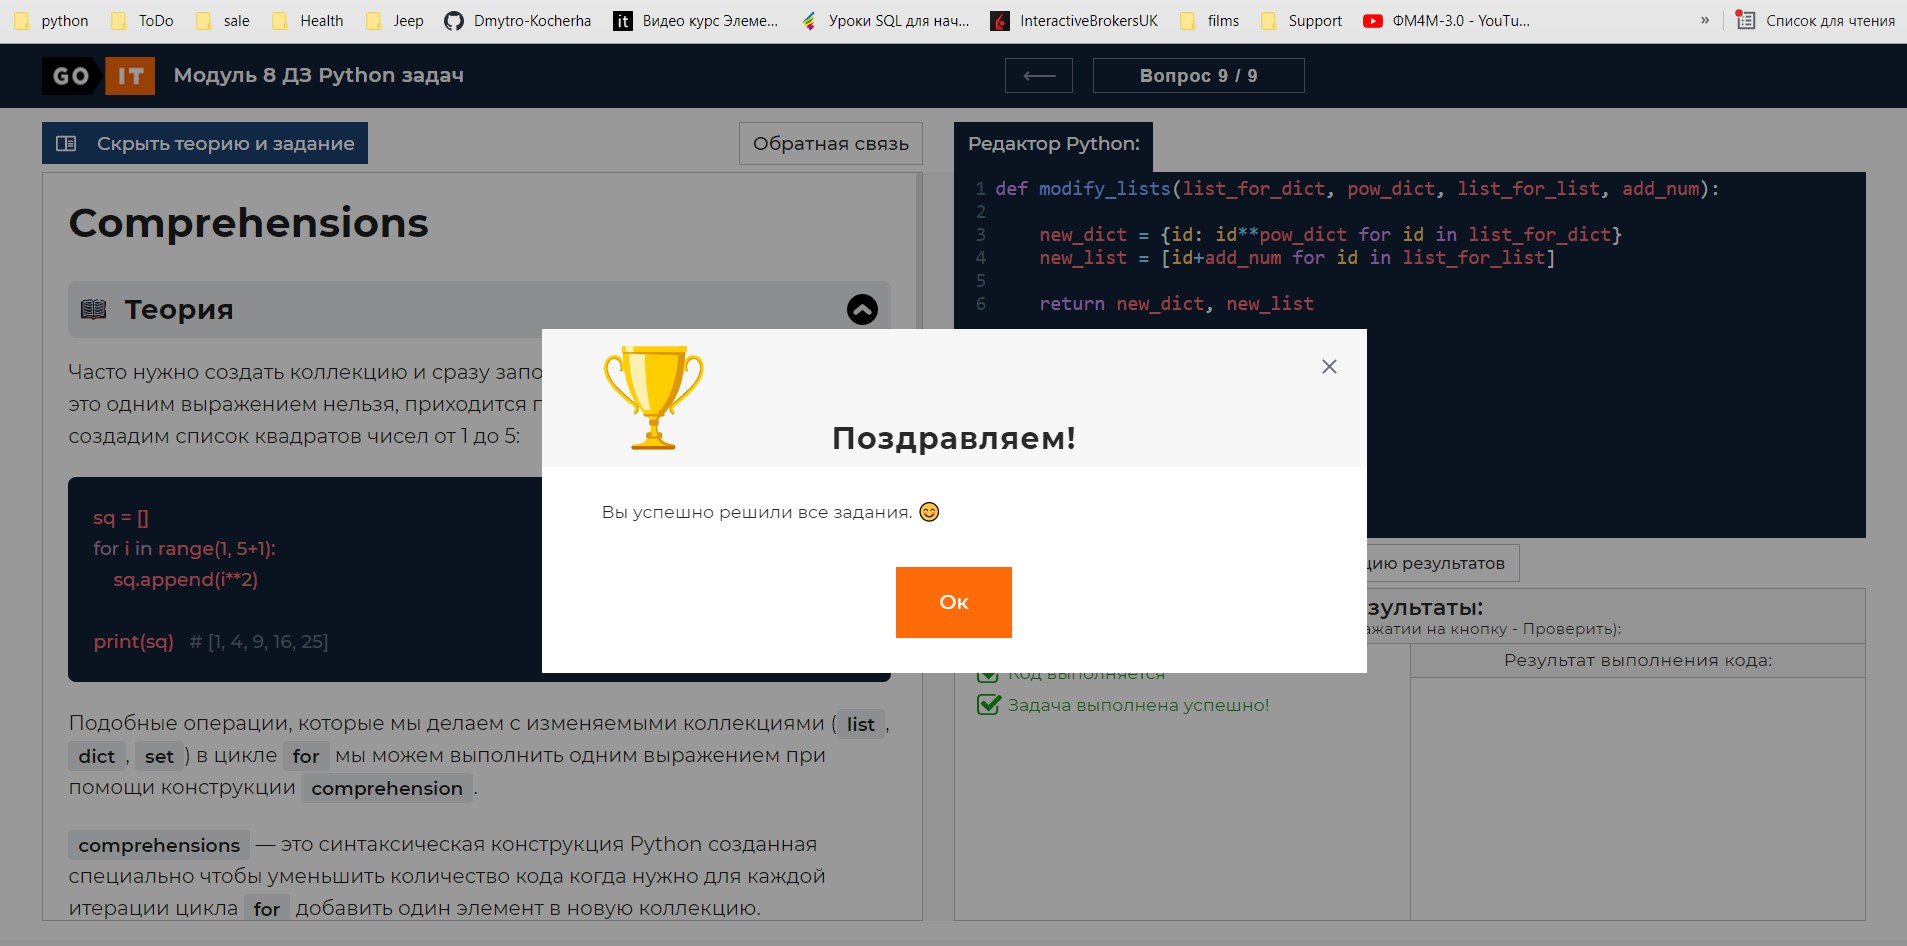 python ToDo sale Health Jeep Dmytro-Kocherha it Видео курс Элеме... Уроки SQL для нач... InteractiveBrokersUK films Support ФМ4М-3.0 - YouTu... » Список для чтения
GO IT Модуль 8 ДЗ Python задач
Вопрос 9 / 9
Скрыть теорию и задание
Обратная связь
Comprehensions
Теория
Часто нужно создать коллекцию и сразу запо
это одним выражением нельзя, приходится п
создадим список квадратов чисел от 1 до 5:
sq = []
for i in range(1, 5+1):
sq.append(i**2)
print(sq) # [1, 4, 9, 16, 25]
Подобные операции, которые мы делаем с изменяемыми коллекциями ( list ,
dict , set ) в цикле for мы можем выполнить одним выражением при
помощи конструкции comprehension .
comprehensions — это синтаксическая конструкция Python созданная
специально чтобы уменьшить количество кода когда нужно для каждой
итерации цикла for добавить один элемент в новую коллекцию.
Редактор Python:
1 def modify_lists(list_for_dict, pow_dict, list_for_list, add_num):
2
3 new_dict = {id: id**pow_dict for id in list_for_dict}
4 new_list = [id+add_num for id in list_for_list]
5
6 return new_dict, new_list
Поздравляем!
Вы успешно решили все задания.
Ок
цию результатов
зультаты:
ажатии на кнопку - Проверить):
Результат выполнения кода:
Код выполняется
Задача выполнена успешно!